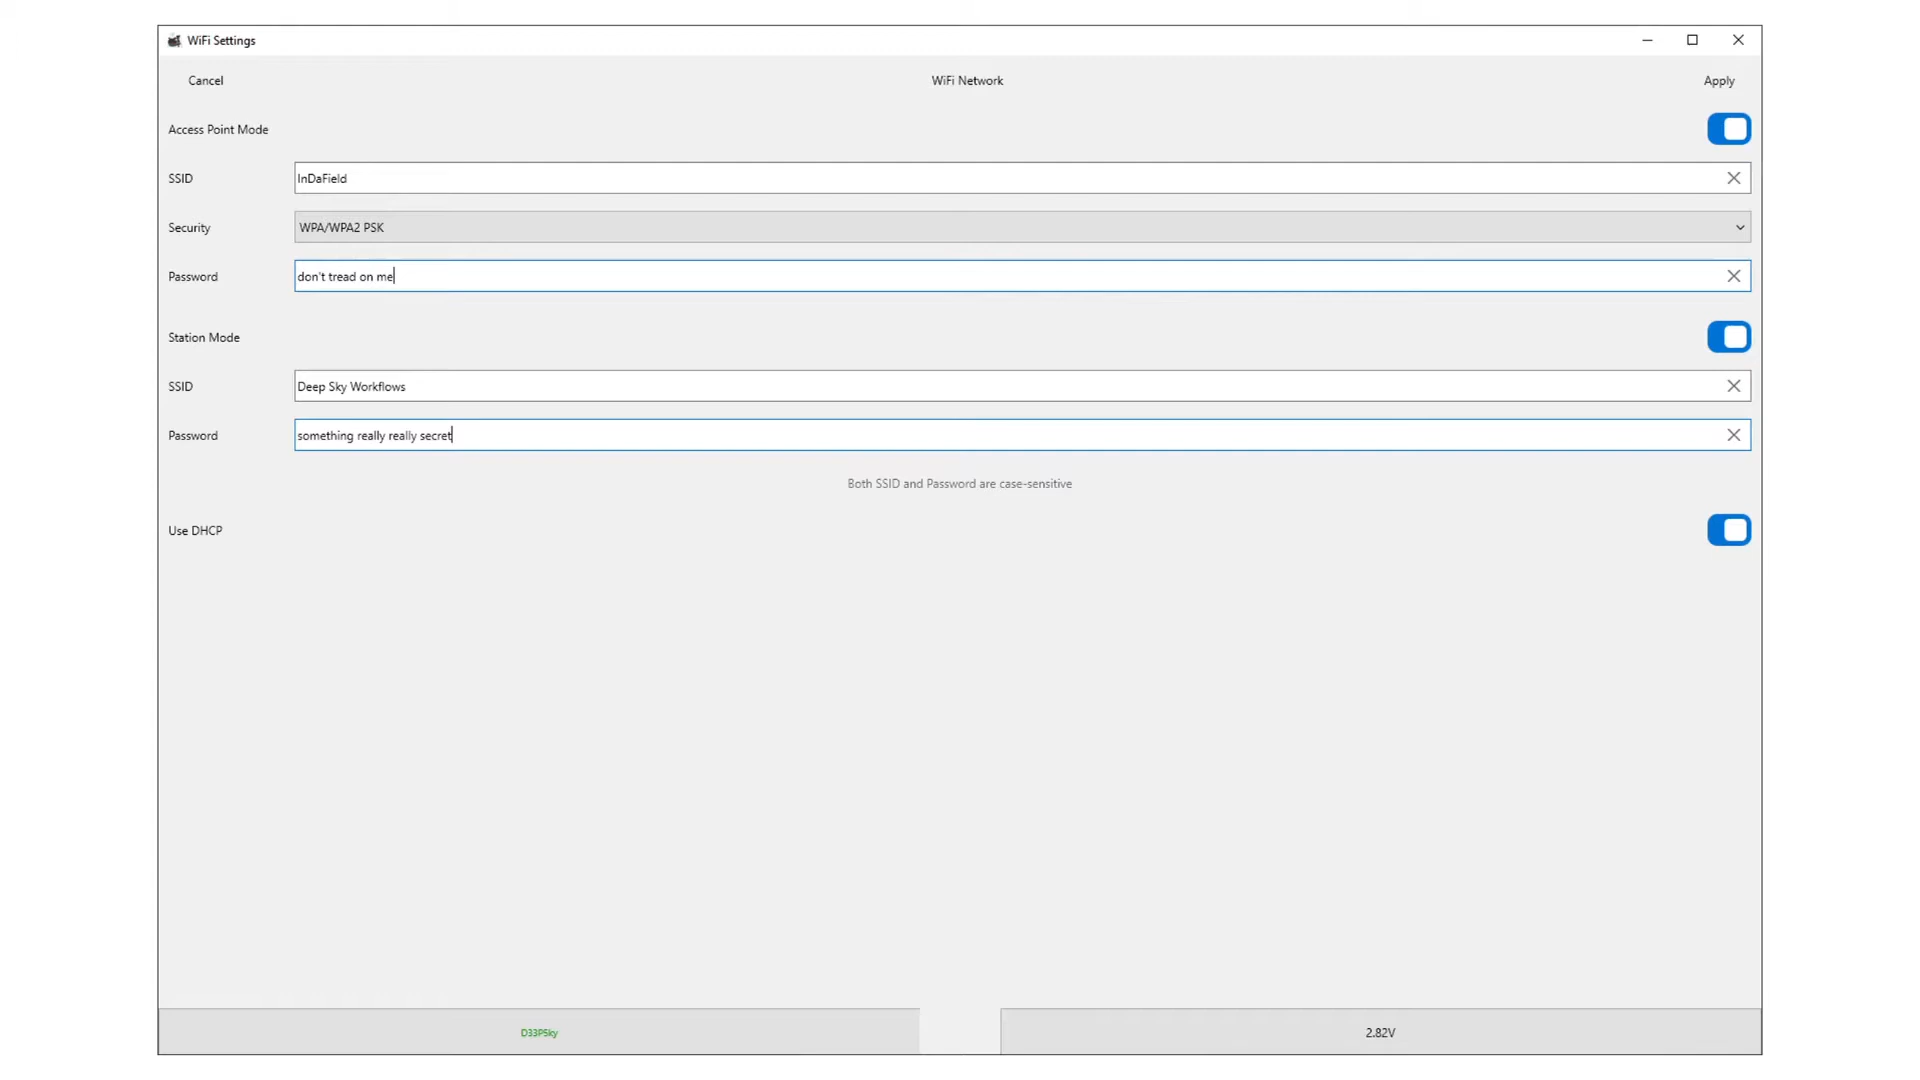 WiFi Settings
Cancel
WiFi Network
Apply
Access Point Mode
SSID
InDaField
Security
WPA/WPA2 PSK
Password
don't tread on me
Station Mode
SSID
Deep Sky Workflows
Password
something really really secret
Both SSID and Password are case-sensitive
Use DHCP
D33PSky
2.82V